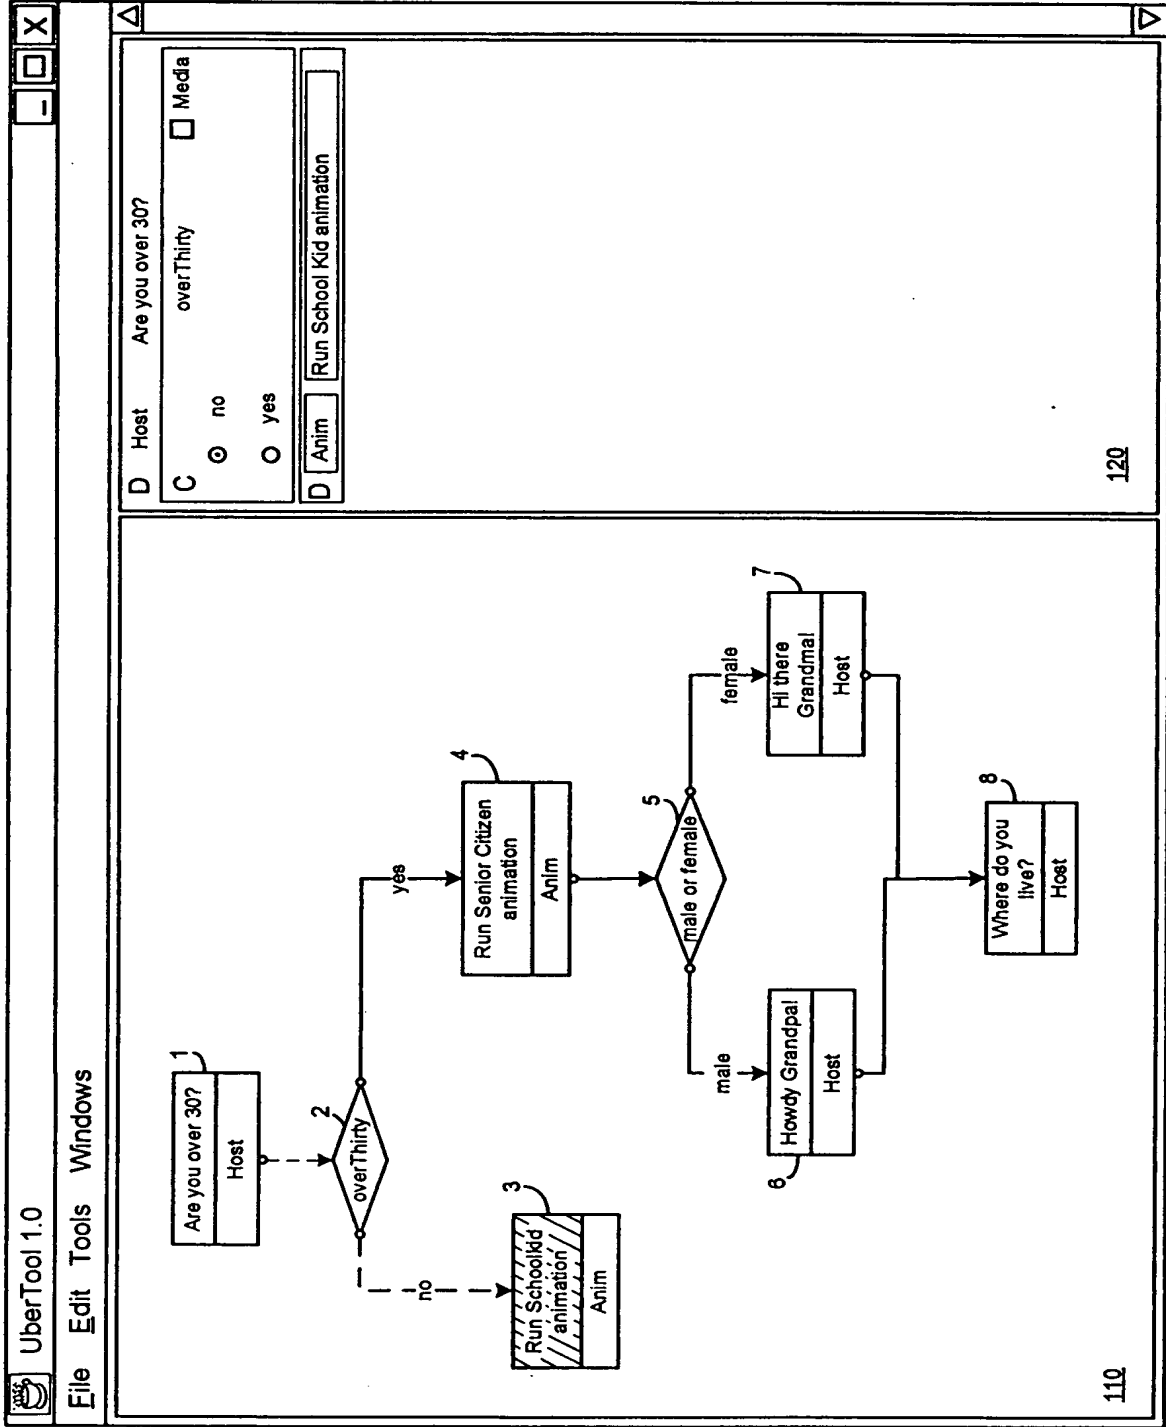 UberTool 1.0
File Edit Tools Windows
1
Are you over 30?
Host
2
overThirty
no
yes
3
Run Schoolkid
animation
Anim
4
Run Senior Citizen
animation
Anim
5
male or female
male
female
6
Howdy Grandpa!
Host
7
Hi there
Grandma!
Host
8
Where do you
live?
Host
110
D Host Are you over 30?
C overThirty Media
no
yes
D Anim Run School Kid animation
120